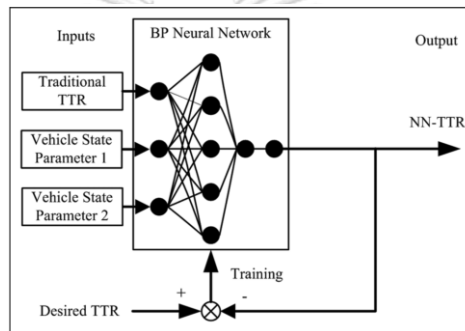 Inputs
BP Neural Network
Output
Traditional
TTR
NN-TTR
Vehicle State
Parameter 1
Vehicle State
Parameter 2
Training
+
-
Desired TTR